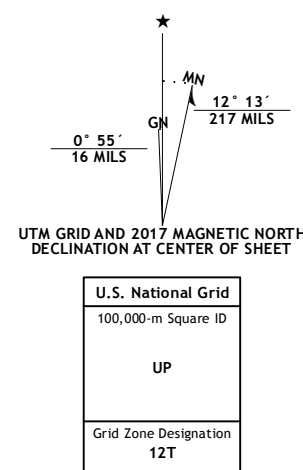 ★
MN
GN
12° 13´
217 MILS
0° 55´
16 MILS
UTM GRID AND 2017 MAGNETIC NORTH
DECLINATION AT CENTER OF SHEET
U.S. National Grid
100,000-m Square ID
UP
Grid Zone Designation
12T